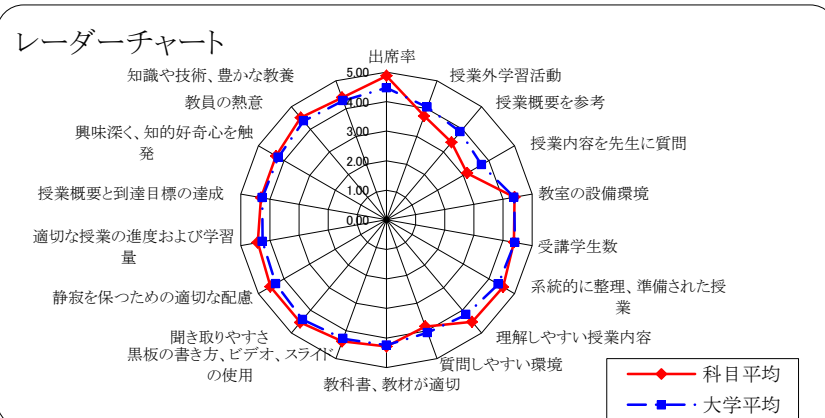 レーダーチャート
出席率
授業外学習活動
授業概要を参考
授業内容を先生に質問
教室の設備環境
受講学生数
系統的に整理、準備された授
業
理解しやすい授業内容
質問しやすい環境
教科書、教材が適切
黒板の書き方、ビデオ、スライド
の使用
聞き取りやすさ
静寂を保つための適切な配慮
適切な授業の進度および学習
量
授業概要と到達目標の達成
興味深く、知的好奇心を触
発
教員の熱意
知識や技術、豊かな教養
5.00
4.00
3.00
2.00
1.00
0.00
科目平均
大学平均